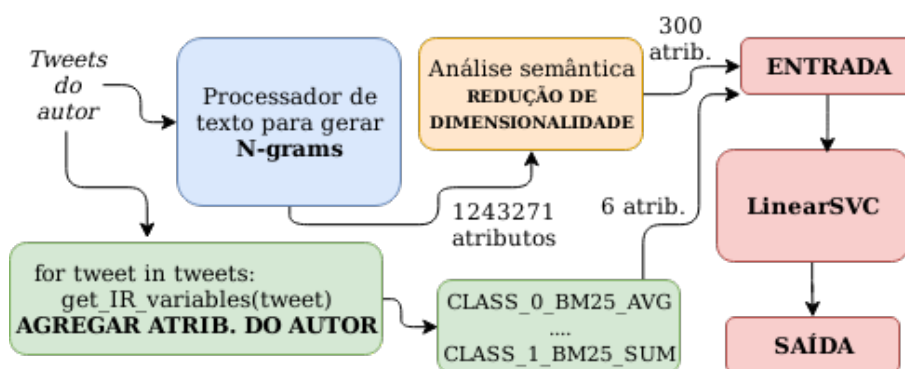 Tweets
do
autor
Processador de
texto para gerar
N-grams
Análise semântica
REDUÇÃO DE
DIMENSIONALIDADE
300
atrib.
ENTRADA
1243271
atributos
6 atrib.
LinearSVC
for tweet in tweets:
get_IR_variables(tweet)
AGREGAR ATRIB. DO AUTOR
CLASS_0_BM25_AVG
....
CLASS_1_BM25_SUM
SAÍDA